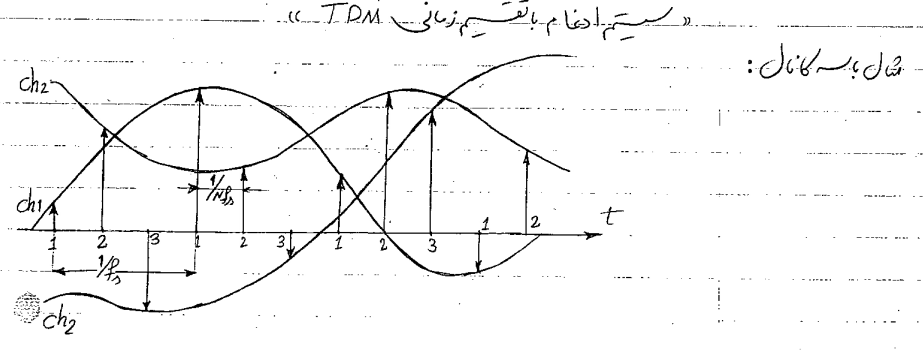 « سیستم ادغام با تقسیم زمانی TDM »
مثال با سه کانال :
ch2
ch1
1/Nfs
t
1 2 3 1 2 3 1 2 3 1 2
1/fs
ch2